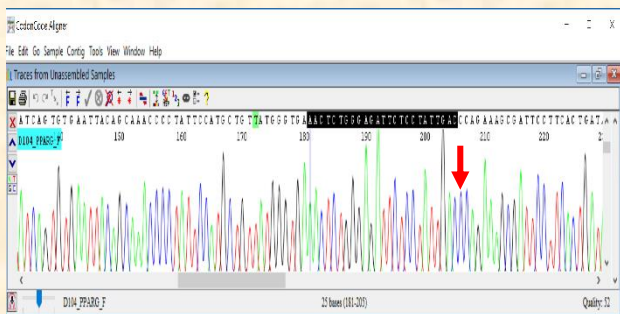 CodonCode Aligner
File Edit Go Sample Contig Tools View Window Help
Traces from Unassembled Samples
ATCAGTGTGAATTACAGCAAACCCCTATTCCATGCTGTTATGGGTGAAACTCTGGGAGATTCTCCTATTGACCCAGAAAGCGATTCCTTCACTGAT
D104_PPARG_F 150 160 170 180 190 200 210 220
D104_PPARG_F 25 bases (181-205) Quality: 52